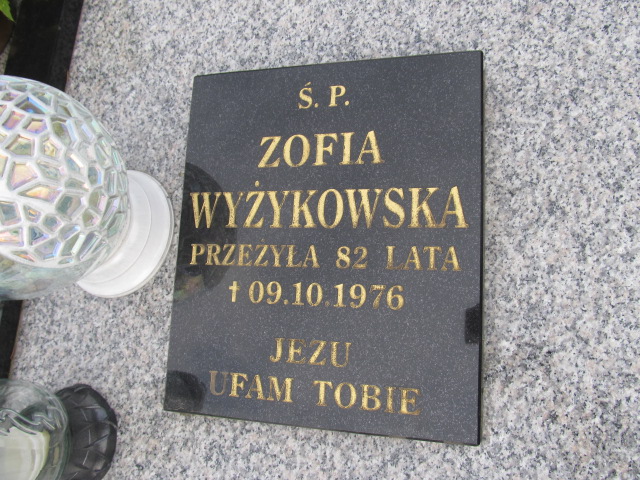 Ś. P.
ZOFIA
WYŻYKOWSKA
PRZEŻYŁA 82 LATA
† 09.10.1976
JEZU
UFAM TOBIE